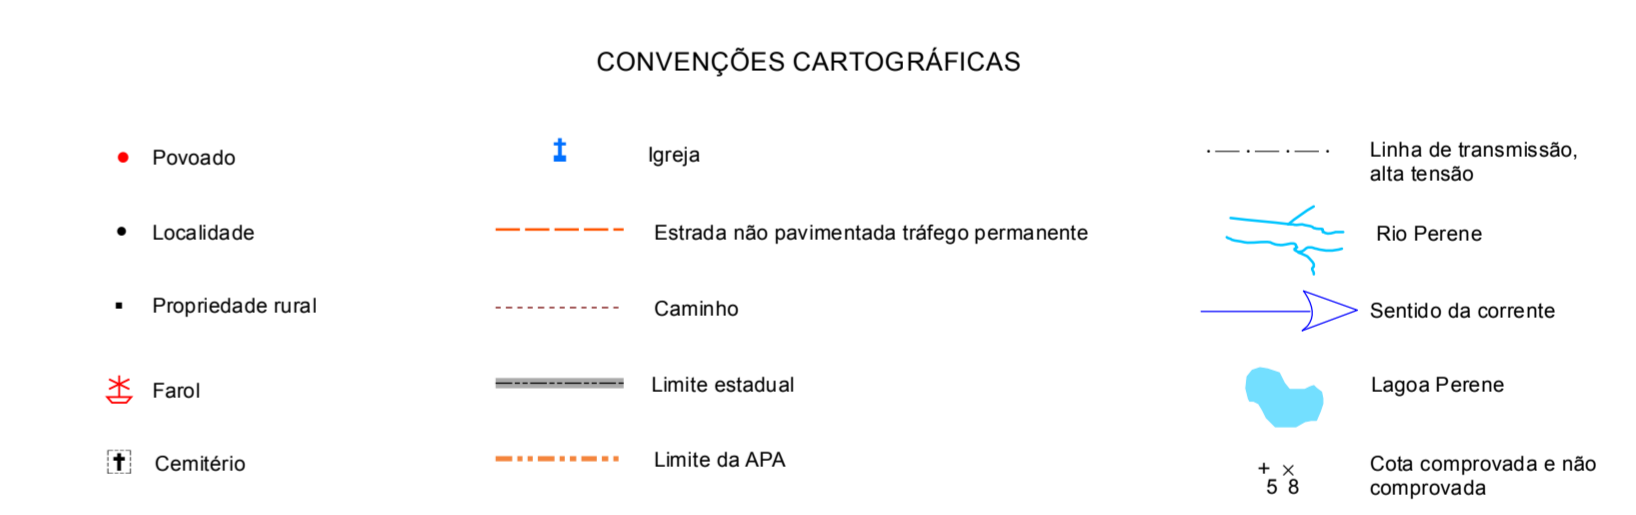 CONVENÇÕES CARTOGRÁFICAS
Povoado
Localidade
Propriedade rural
Farol
Cemitério
Igreja
Estrada não pavimentada tráfego permanente
Caminho
Limite estadual
Limite da APA
Linha de transmissão,
alta tensão
Rio Perene
Sentido da corrente
Lagoa Perene
+ ×
5 8
Cota comprovada e não
comprovada